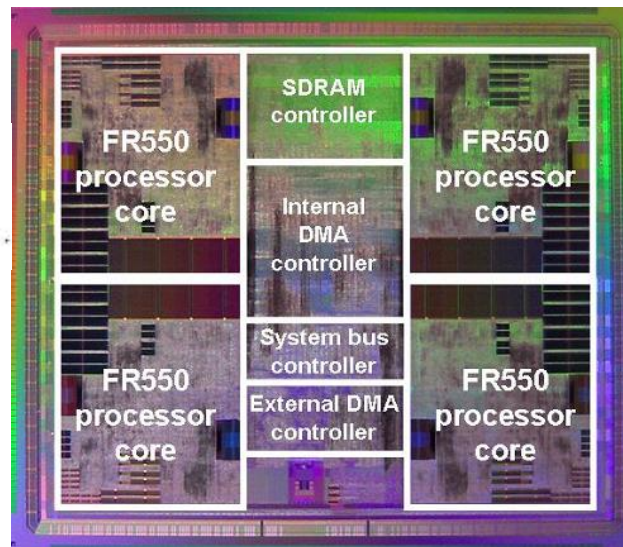 FR550
processor
core
SDRAM
controller
FR550
processor
core
Internal
DMA
controller
System bus
controller
External DMA
controller
FR550
processor
core
FR550
processor
core